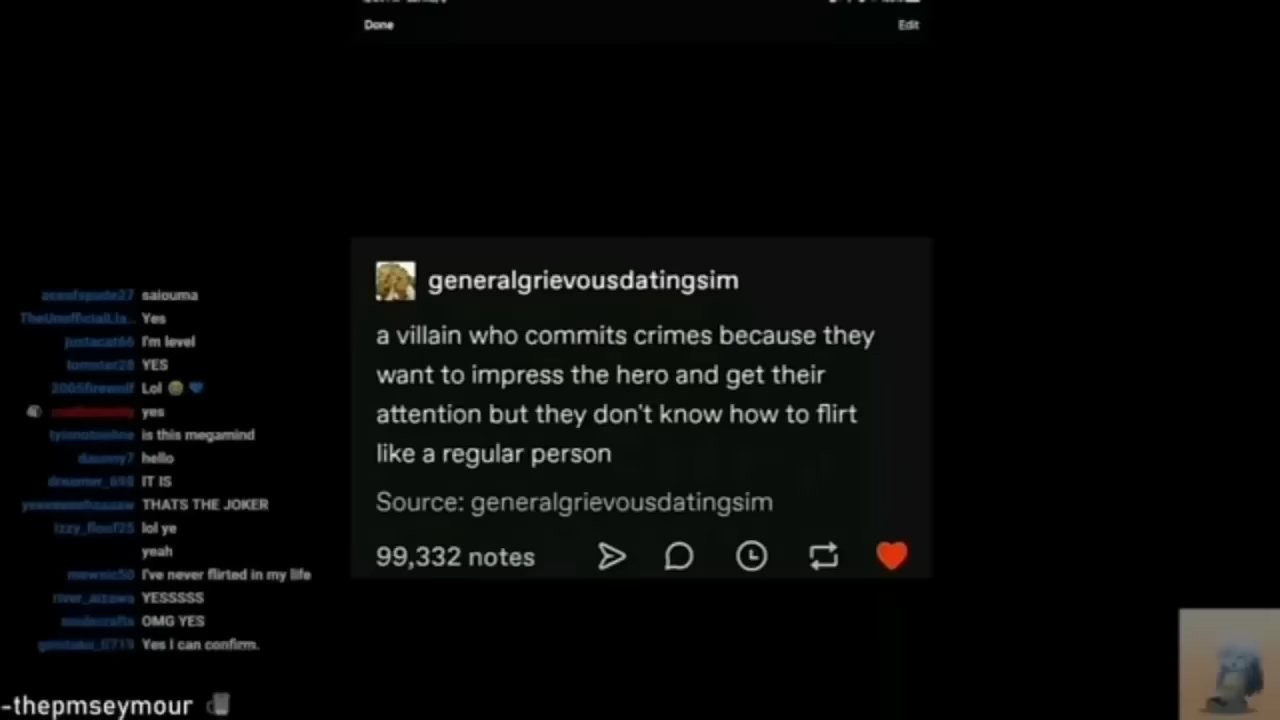 Done
Edit
generalgrievousdatingsim
a villain who commits crimes because they
want to impress the hero and get their
attention but they don't know how to flirt
like a regular person
Source: generalgrievousdatingsim
99,332 notes
saiouma
Yes
I'm level
YES
Lol
yes
is this megamind
dauny7 hello
IT IS
THATS THE JOKER
lol ye
yeah
I've never flirted in my life
YESSSSS
OMG YES
Yes I can confirm.
-thepmseymour